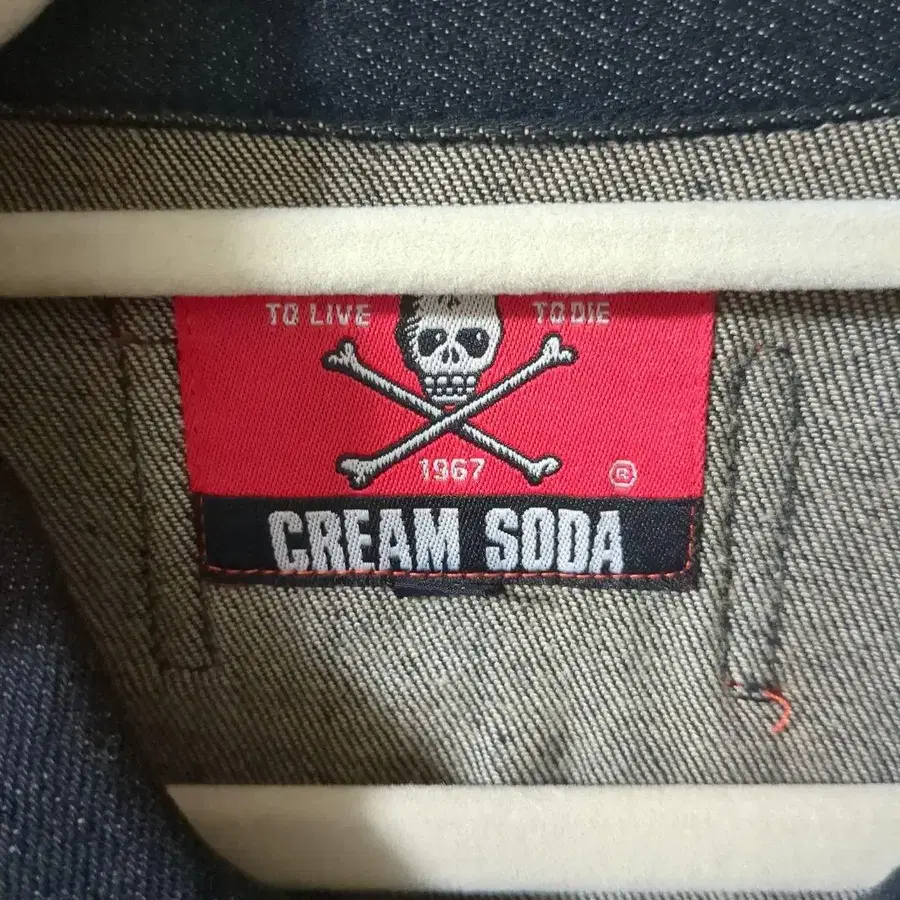 TO LIVE TO DIE
1967 ®
CREAM SODA